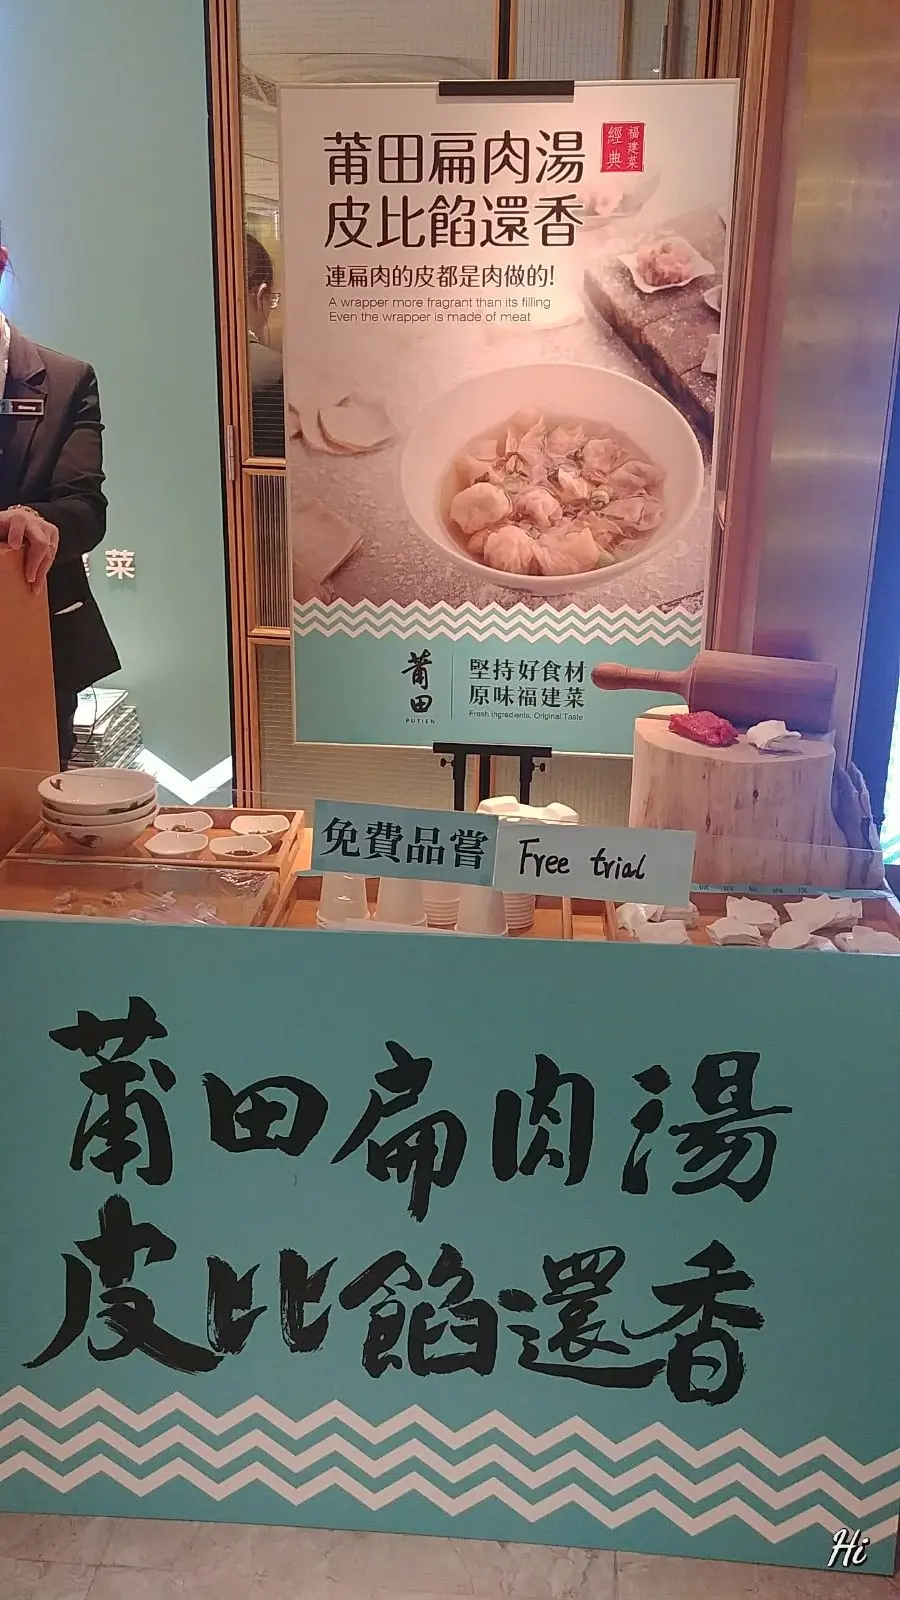 莆田扁肉湯
福建菜
經典
皮比餡還香
連扁肉的皮都是肉做的!
A wrapper more fragrant than its filling
Even the wrapper is made of meat
菜
莆田
PUTIEN
堅持好食材
原味福建菜
Fresh Ingredients, Original Taste
免費品嘗
Free trial
莆田扁肉湯
皮比餡還香
Hi